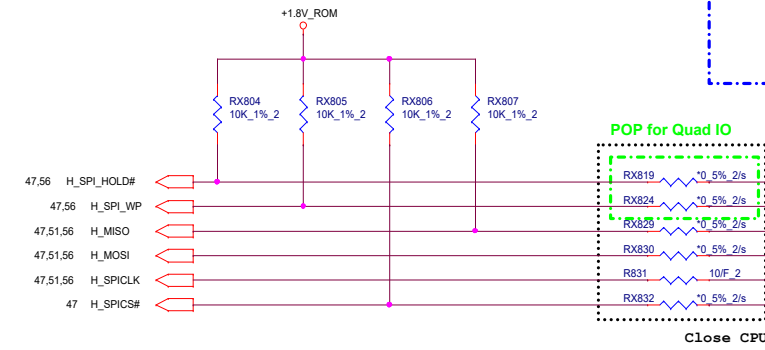 +1.8V_ROM
RX804 RX805 RX806 RX807
10K_1%_2 10K_1%_2 10K_1%_2 10K_1%_2
POP for Quad IO
47,56 H_SPI_HOLD# RX819 *0_5%_2/s
47,56 H_SPI_WP RX824 *0_5%_2/s
47,51,56 H_MISO RX829 *0_5%_2/s
47,51,56 H_MOSI RX830 *0_5%_2/s
47,51,56 H_SPICLK R831 10/F_2
47 H_SPICS# RX832 *0_5%_2/s
Close CPU